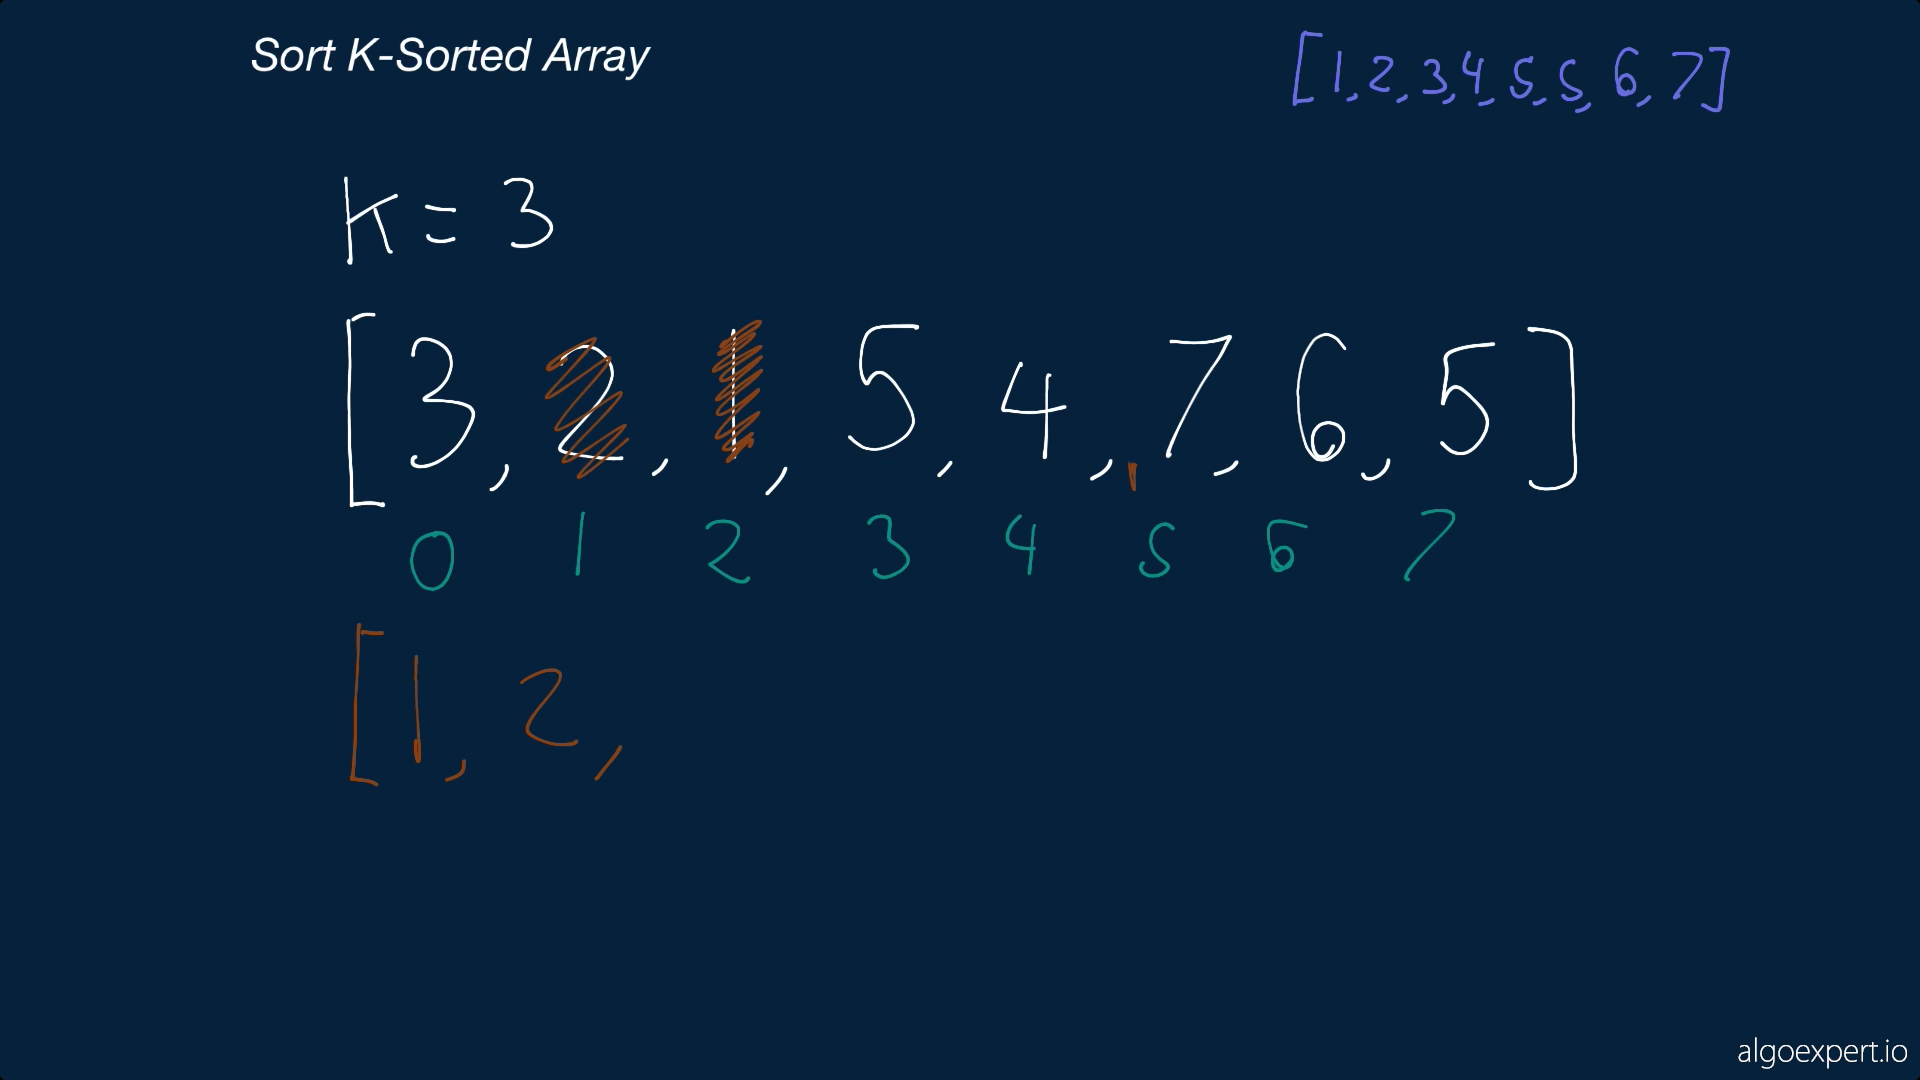 Sort K-Sorted Array
[1, 2, 3, 4, 5, 5, 6, 7]
K = 3
[3, 2, 1, 5, 4, 7, 6, 5]
0 1 2 3 4 5 6 7
[1, 2,
algoexpert.io